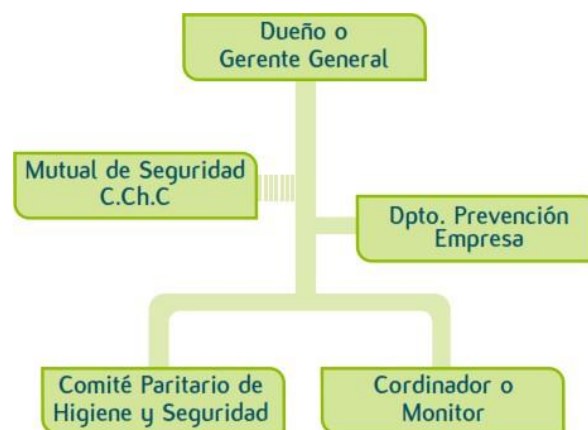 Dueño o
Gerente General
Mutual de Seguridad
C.Ch.C
Dpto. Prevención
Empresa
Comité Paritario de
Higiene y Seguridad
Cordinador o
Monitor